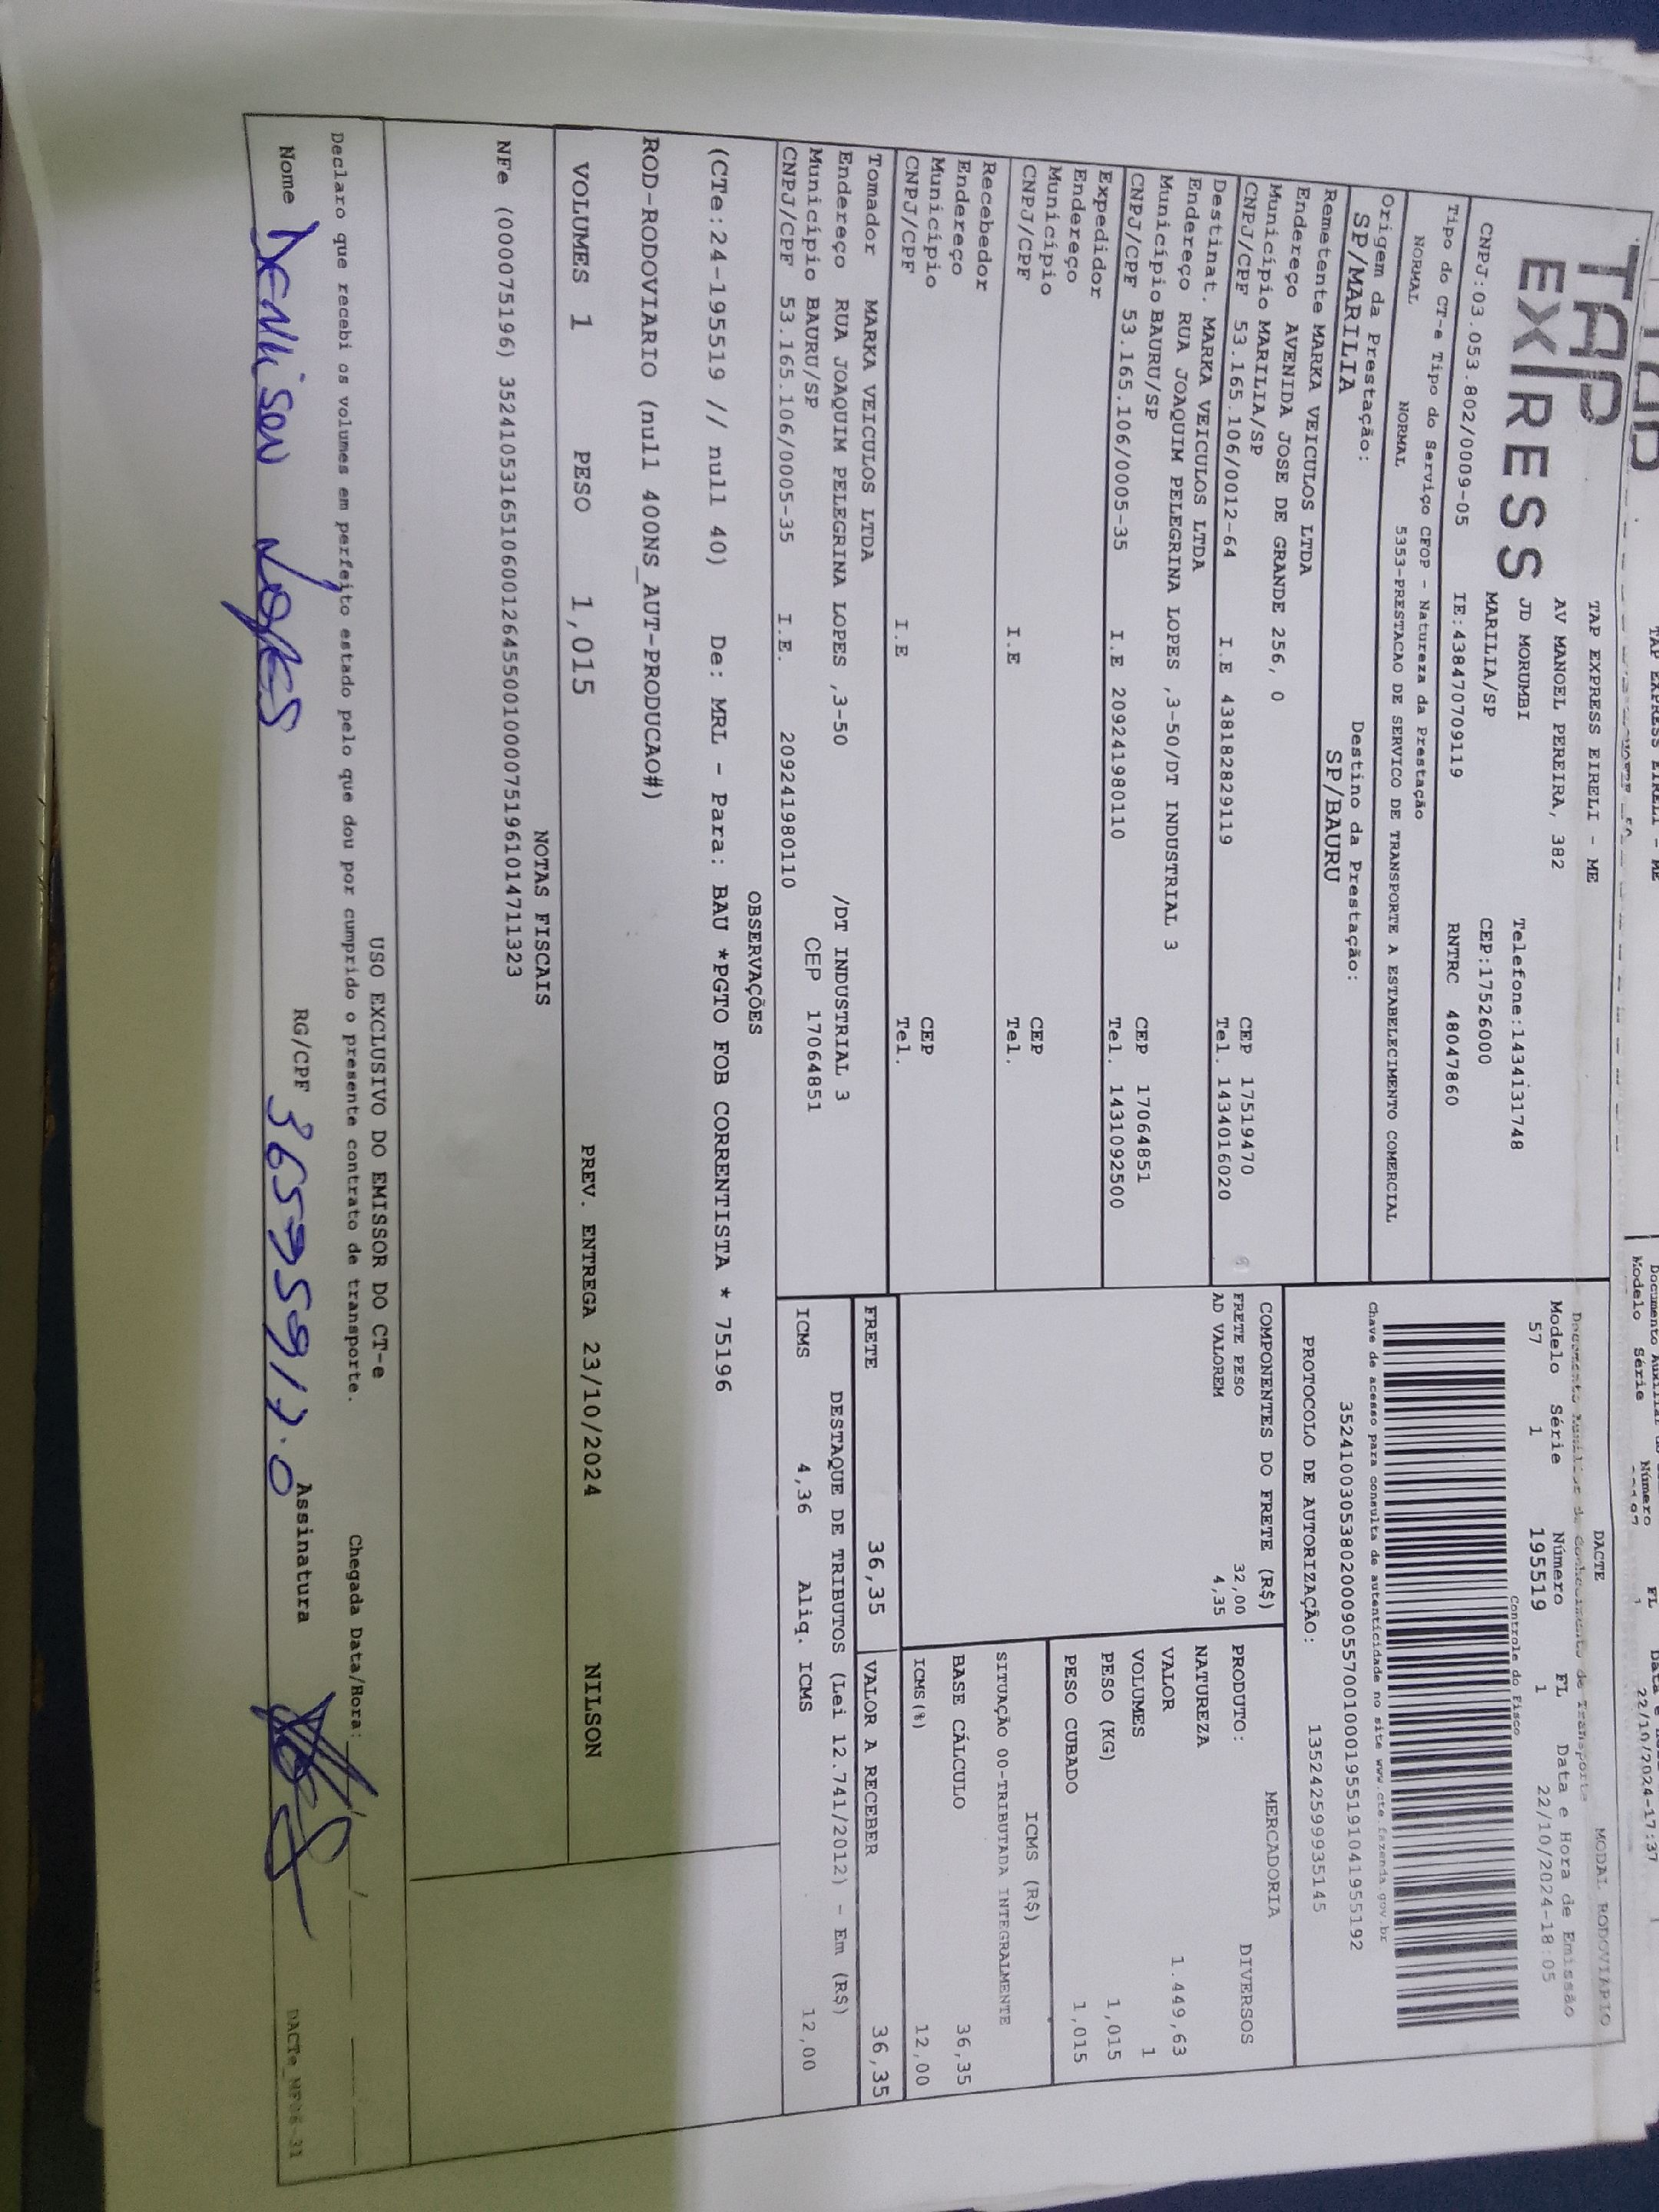 TAP EXPRESS
TAP EXPRESS EIRELI - ME
AV MANOEL PEREIRA, 382
JD MORUMBI Telefone:1434131748
MARILIA/SP CEP:17526000
CNPJ:03.053.802/0009-05 IE:438470709119 RNTRC 48047860
DACTE MODAL RODOVIÁRIO
Documento Auxiliar de Conhecimento de Transporte
Modelo Série Número FL Data e Hora de Emissão
57 1 195519 1 22/10/2024-18:05
Controle do Fisco
Chave de acesso para consulta de autenticidade no site www.cte.fazenda.gov.br
35241003053802000905570010001955191041955192
PROTOCOLO DE AUTORIZAÇÃO: 135242599935145
Tipo do CT-e Tipo do Serviço CFOP - Natureza da Prestação
NORMAL NORMAL 5353-PRESTACAO DE SERVICO DE TRANSPORTE A ESTABELECIMENTO COMERCIAL
Origem da Prestação: Destino da Prestação:
SP/MARILIA SP/BAURU
Remetente MARKA VEICULOS LTDA
Endereço AVENIDA JOSE DE GRANDE 256, 0
Município MARILIA/SP CEP 17519470
CNPJ/CPF 53.165.106/0012-64 I.E 438182829119 Tel. 1434016020
Destinat. MARKA VEICULOS LTDA
Endereço RUA JOAQUIM PELEGRINA LOPES ,3-50/DT INDUSTRIAL 3
Município BAURU/SP CEP 17064851
CNPJ/CPF 53.165.106/0005-35 I.E 209241980110 Tel. 1431092500
Expedidor
Endereço
Município CEP
CNPJ/CPF I.E Tel.
Recebedor
Endereço
Município CEP
CNPJ/CPF I.E Tel.
Tomador MARKA VEICULOS LTDA
Endereço RUA JOAQUIM PELEGRINA LOPES ,3-50 /DT INDUSTRIAL 3
Município BAURU/SP CEP 17064851
CNPJ/CPF 53.165.106/0005-35 I.E. 209241980110
COMPONENTES DO FRETE (R$)
FRETE PESO 32,00
AD VALOREM 4,35
MERCADORIA
PRODUTO: DIVERSOS
NATUREZA
VALOR 1.449,63
VOLUMES 1
PESO (KG) 1,015
PESO CUBADO 1,015
ICMS (R$)
SITUAÇÃO 00-TRIBUTADA INTEGRALMENTE
BASE CÁLCULO 36,35
ICMS(%) 12,00
FRETE 36,35 VALOR A RECEBER 36,35
DESTAQUE DE TRIBUTOS (Lei 12.741/2012) - Em (R$)
ICMS 4,36 Aliq. ICMS 12,00
OBSERVAÇÕES
(CTe:24-195519 // null 40) De: MRL - Para: BAU *PGTO FOB CORRENTISTA * 75196
ROD-RODOVIARIO (null 400NS_AUT-PRODUCAO#)
VOLUMES 1 PESO 1,015 PREV. ENTREGA 23/10/2024 NILSON
NOTAS FISCAIS
NFe (000075196) 35241053165106001264550010000751961014711323
USO EXCLUSIVO DO EMISSOR DO CT-e
Declaro que recebi os volumes em perfeito estado pelo que dou por cumprido o presente contrato de transporte. Chegada Data/Hora: / /
Nome Denilson Lopes RG/CPF Assinatura